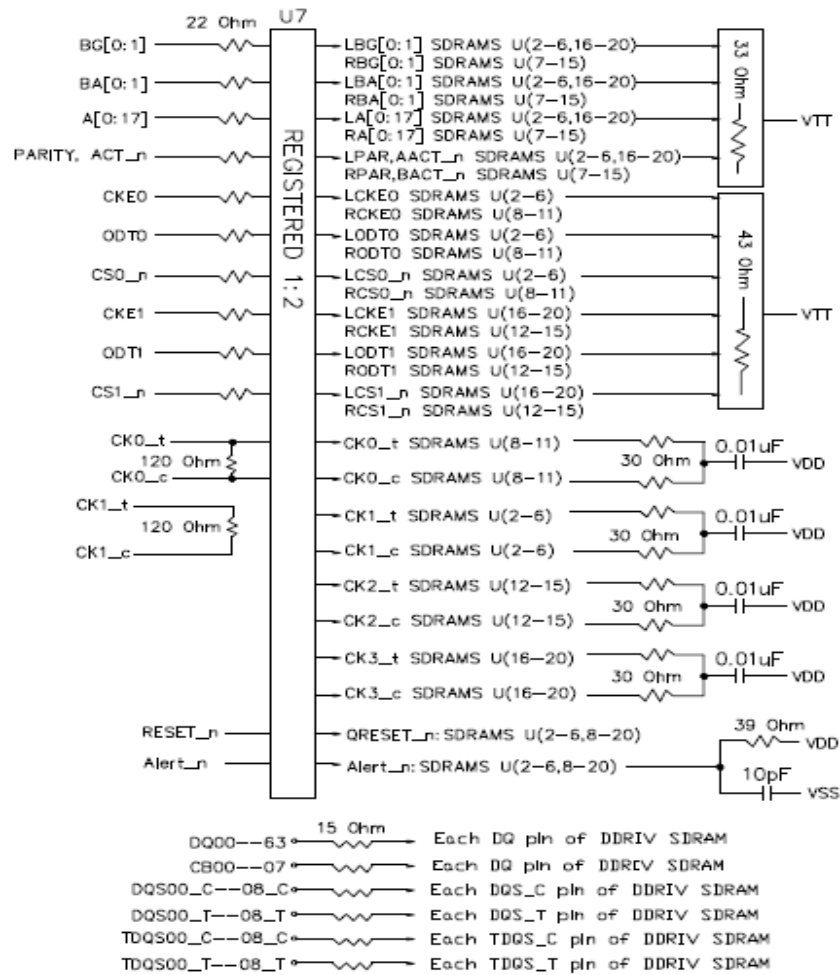 22 Ohm U7
BG[0:1] LBG[0:1] SDRAMS U(2-6,16-20)
RBG[0:1] SDRAMS U(7-15)
BA[0:1] LBA[0:1] SDRAMS U(2-6,16-20)
RBA[0:1] SDRAMS U(7-15)
A[0:17] LA[0:17] SDRAMS U(2-6,16-20)
RA[0:17] SDRAMS U(7-15)
PARITY, ACT_n LPAR,AACT_n SDRAMS U(2-6,16-20)
RPAR,BACT_n SDRAMS U(7-15)
33 Ohm
VTT
REGISTERED 1:2
CKE0 LCKE0 SDRAMS U(2-6)
RCKE0 SDRAMS U(8-11)
ODT0 LODT0 SDRAMS U(2-6)
RODT0 SDRAMS U(8-11)
CS0_n LCS0_n SDRAMS U(2-6)
RCS0_n SDRAMS U(8-11)
CKE1 LCKE1 SDRAMS U(16-20)
RCKE1 SDRAMS U(12-15)
ODT1 LODT1 SDRAMS U(16-20)
RODT1 SDRAMS U(12-15)
CS1_n LCS1_n SDRAMS U(16-20)
RCS1_n SDRAMS U(12-15)
43 Ohm
VTT
CK0_t CK0_t SDRAMS U(8-11) 0.01uF
120 Ohm 30 Ohm VDD
CK0_c CK0_c SDRAMS U(8-11)
CK1_t CK1_t SDRAMS U(2-6) 0.01uF
120 Ohm 30 Ohm VDD
CK1_c CK1_c SDRAMS U(2-6)
CK2_t SDRAMS U(12-15) 0.01uF
30 Ohm VDD
CK2_c SDRAMS U(12-15)
CK3_t SDRAMS U(16-20) 0.01uF
30 Ohm VDD
CK3_c SDRAMS U(16-20)
39 Ohm
RESET_n QRESET_n: SDRAMS U(2-6,8-20) VDD
Alert_n Alert_n: SDRAMS U(2-6,8-20) 10pF
VSS
15 Ohm
DQ00--63 Each DQ pin of DDRIV SDRAM
CB00--07 Each DQ pin of DDRIV SDRAM
DQS00_C--08_C Each DQS_C pin of DDRIV SDRAM
DQS00_T--08_T Each DQS_T pin of DDRIV SDRAM
TDQS00_C--08_C Each TDQS_C pin of DDRIV SDRAM
TDQS00_T--08_T Each TDQS_T pin of DDRIV SDRAM